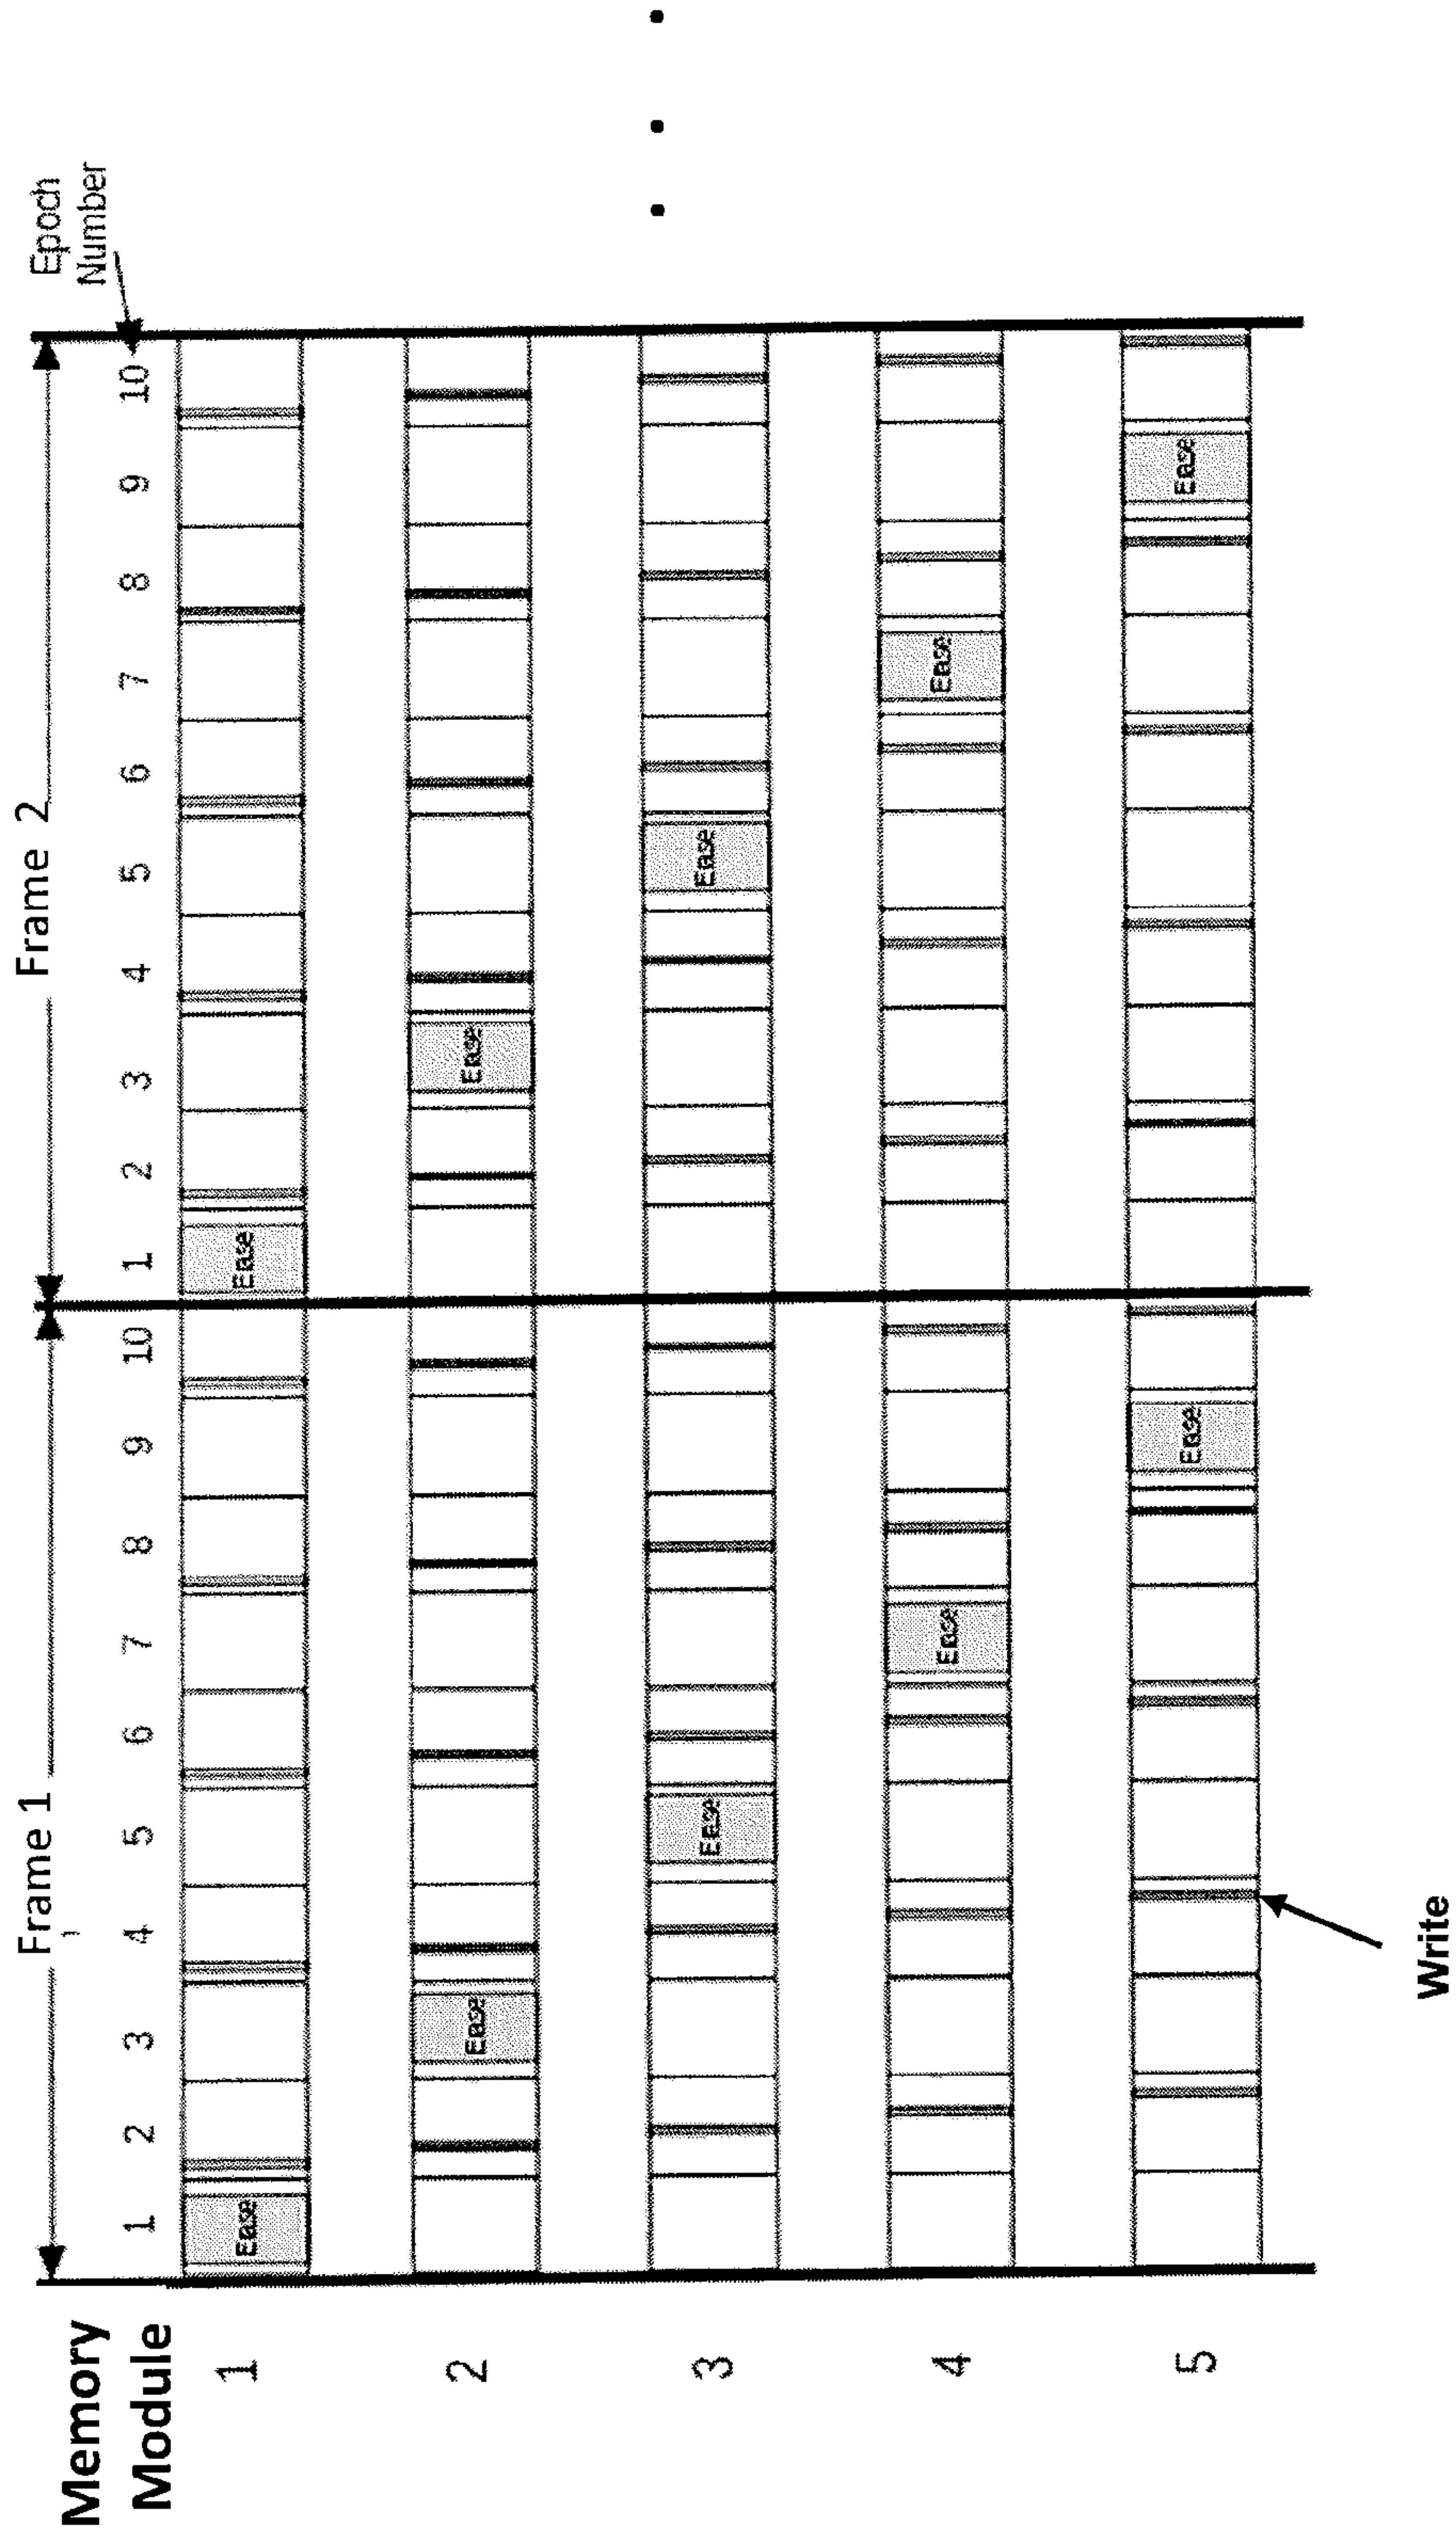 Frame 1
Frame 2
Epoch
Number
1 2 3 4 5 6 7 8 9 10 1 2 3 4 5 6 7 8 9 10
Memory
Module
1 Erase Erase
2 Erase Erase
3 Erase Erase
4 Erase Erase
5 Erase Erase
Write